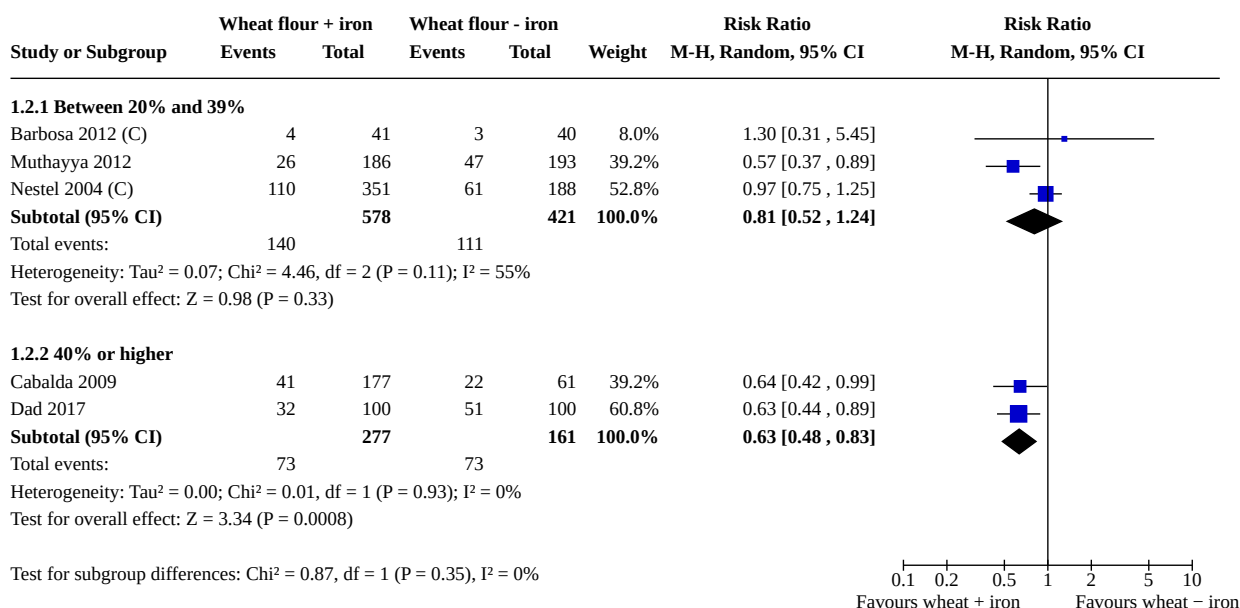 Wheat flour + iron Wheat flour - iron Risk Ratio Risk Ratio
Study or Subgroup Events Total Events Total Weight M-H, Random, 95% CI M-H, Random, 95% CI
1.2.1 Between 20% and 39%
Barbosa 2012 (C) 4 41 3 40 8.0% 1.30 [0.31 , 5.45]
Muthayya 2012 26 186 47 193 39.2% 0.57 [0.37 , 0.89]
Nestel 2004 (C) 110 351 61 188 52.8% 0.97 [0.75 , 1.25]
Subtotal (95% CI) 578 421 100.0% 0.81 [0.52 , 1.24]
Total events: 140 111
Heterogeneity: Tau² = 0.07; Chi² = 4.46, df = 2 (P = 0.11); I² = 55%
Test for overall effect: Z = 0.98 (P = 0.33)
1.2.2 40% or higher
Cabalda 2009 41 177 22 61 39.2% 0.64 [0.42 , 0.99]
Dad 2017 32 100 51 100 60.8% 0.63 [0.44 , 0.89]
Subtotal (95% CI) 277 161 100.0% 0.63 [0.48 , 0.83]
Total events: 73 73
Heterogeneity: Tau² = 0.00; Chi² = 0.01, df = 1 (P = 0.93); I² = 0%
Test for overall effect: Z = 3.34 (P = 0.0008)
Test for subgroup differences: Chi² = 0.87, df = 1 (P = 0.35), I² = 0%
0.1 0.2 0.5 1 2 5 10
Favours wheat + iron Favours wheat − iron